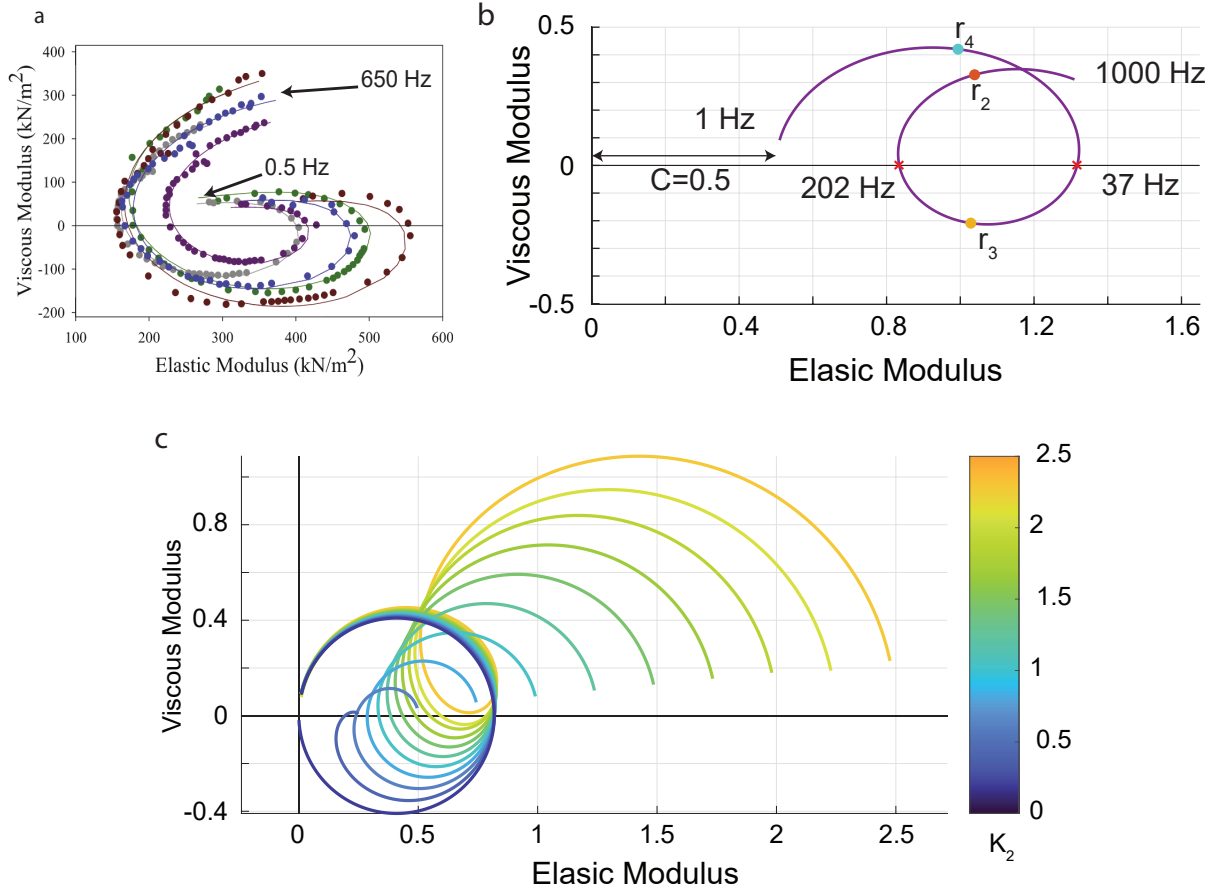 a
400
300
200
100
0
-100
-200
100
200
300
400
500
600
Viscous Modulus (kN/m²)
Elastic Modulus (kN/m²)
650 Hz
0.5 Hz
b
0.5
0
-0.5
0
0.4
0.8
1.2
1.6
Viscous Modulus
Elasic Modulus
r₄
r₂
r₃
1000 Hz
1 Hz
C=0.5
202 Hz
37 Hz
c
0.8
0.4
0
-0.4
0
0.5
1
1.5
2
2.5
Viscous Modulus
Elasic Modulus
2.5
2
1.5
1
0.5
0
K₂